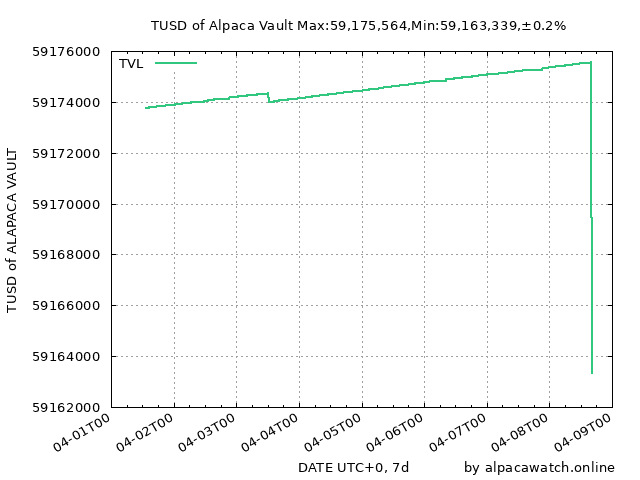 TUSD of Alpaca Vault Max:59,175,564,Min:59,163,339,±0.2%
TVL
59176000
59174000
59172000
59170000
59168000
59166000
59164000
59162000
TUSD of ALAPACA VAULT
04-01T00
04-02T00
04-03T00
04-04T00
04-05T00
04-06T00
04-07T00
04-08T00
04-09T00
DATE UTC+0, 7d
by alpacawatch.online